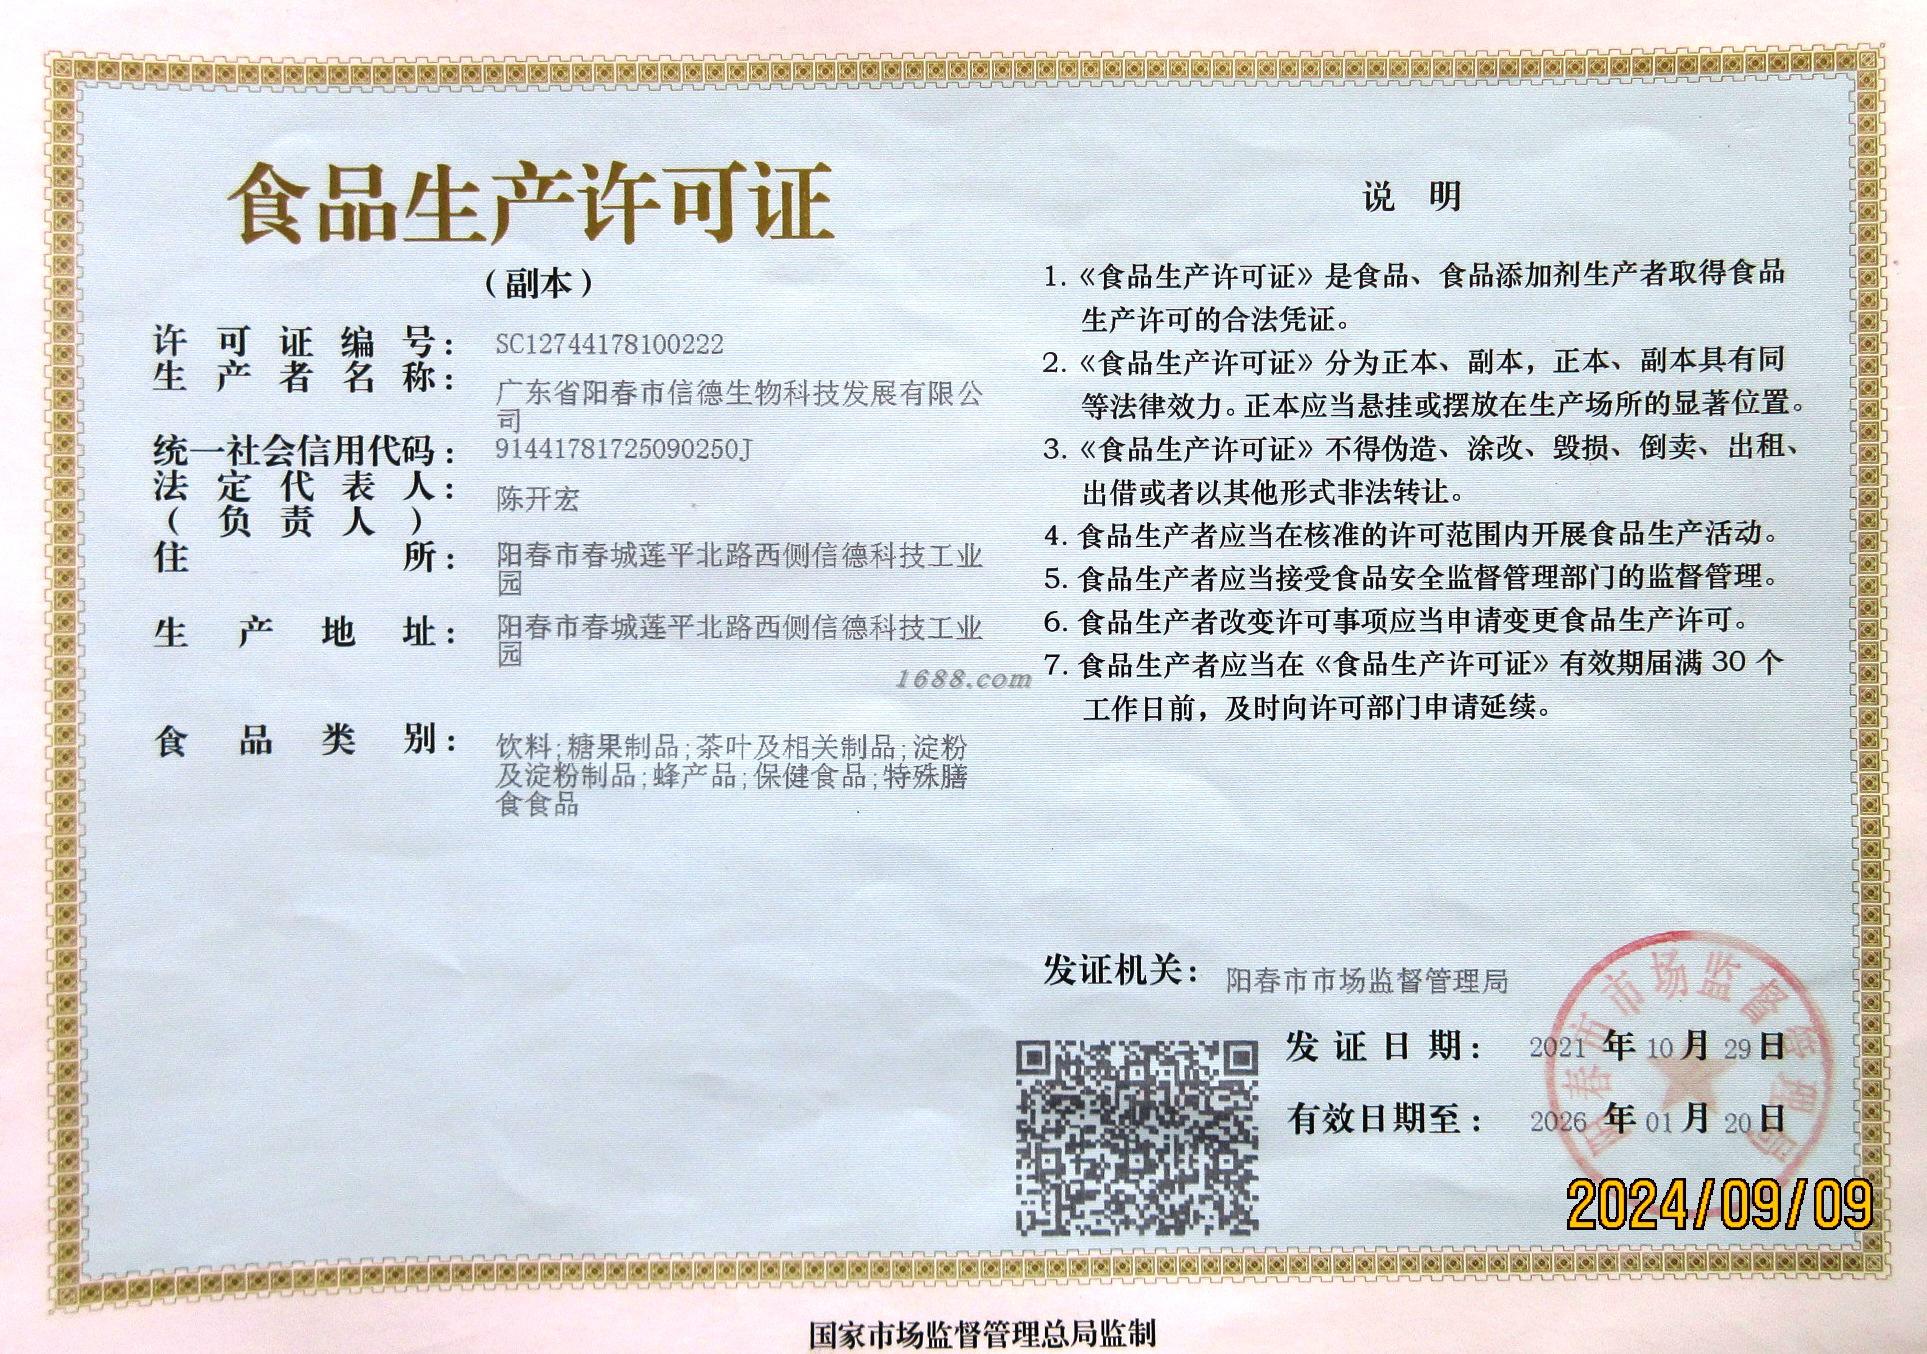 食品生产许可证
（副本）
许可证编号：SC12744178100222
生产者名称：广东省阳春市信德生物科技发展有限公
司
统一社会信用代码：91441781725090250J
法定代表人：陈开宏
（负责人）
住所：阳春市春城莲平北路西侧信德科技工业
园
生产地址：阳春市春城莲平北路西侧信德科技工业
园
1688.com
食品类别：饮料;糖果制品;茶叶及相关制品;淀粉
及淀粉制品;蜂产品;保健食品;特殊膳
食食品
说 明
1.《食品生产许可证》是食品、食品添加剂生产者取得食品
生产许可的合法凭证。
2.《食品生产许可证》分为正本、副本，正本、副本具有同
等法律效力。正本应当悬挂或摆放在生产场所的显著位置。
3.《食品生产许可证》不得伪造、涂改、毁损、倒卖、出租、
出借或者以其他形式非法转让。
4. 食品生产者应当在核准的许可范围内开展食品生产活动。
5. 食品生产者应当接受食品安全监督管理部门的监督管理。
6. 食品生产者改变许可事项应当申请变更食品生产许可。
7. 食品生产者应当在《食品生产许可证》有效期届满 30 个
工作日前，及时向许可部门申请延续。
发证机关：阳春市市场监督管理局
阳春市市场监督管理局
发证日期：2021 年 10 月 29 日
有效日期至：2026 年 01 月 20 日
2024/09/09
国家市场监督管理总局监制